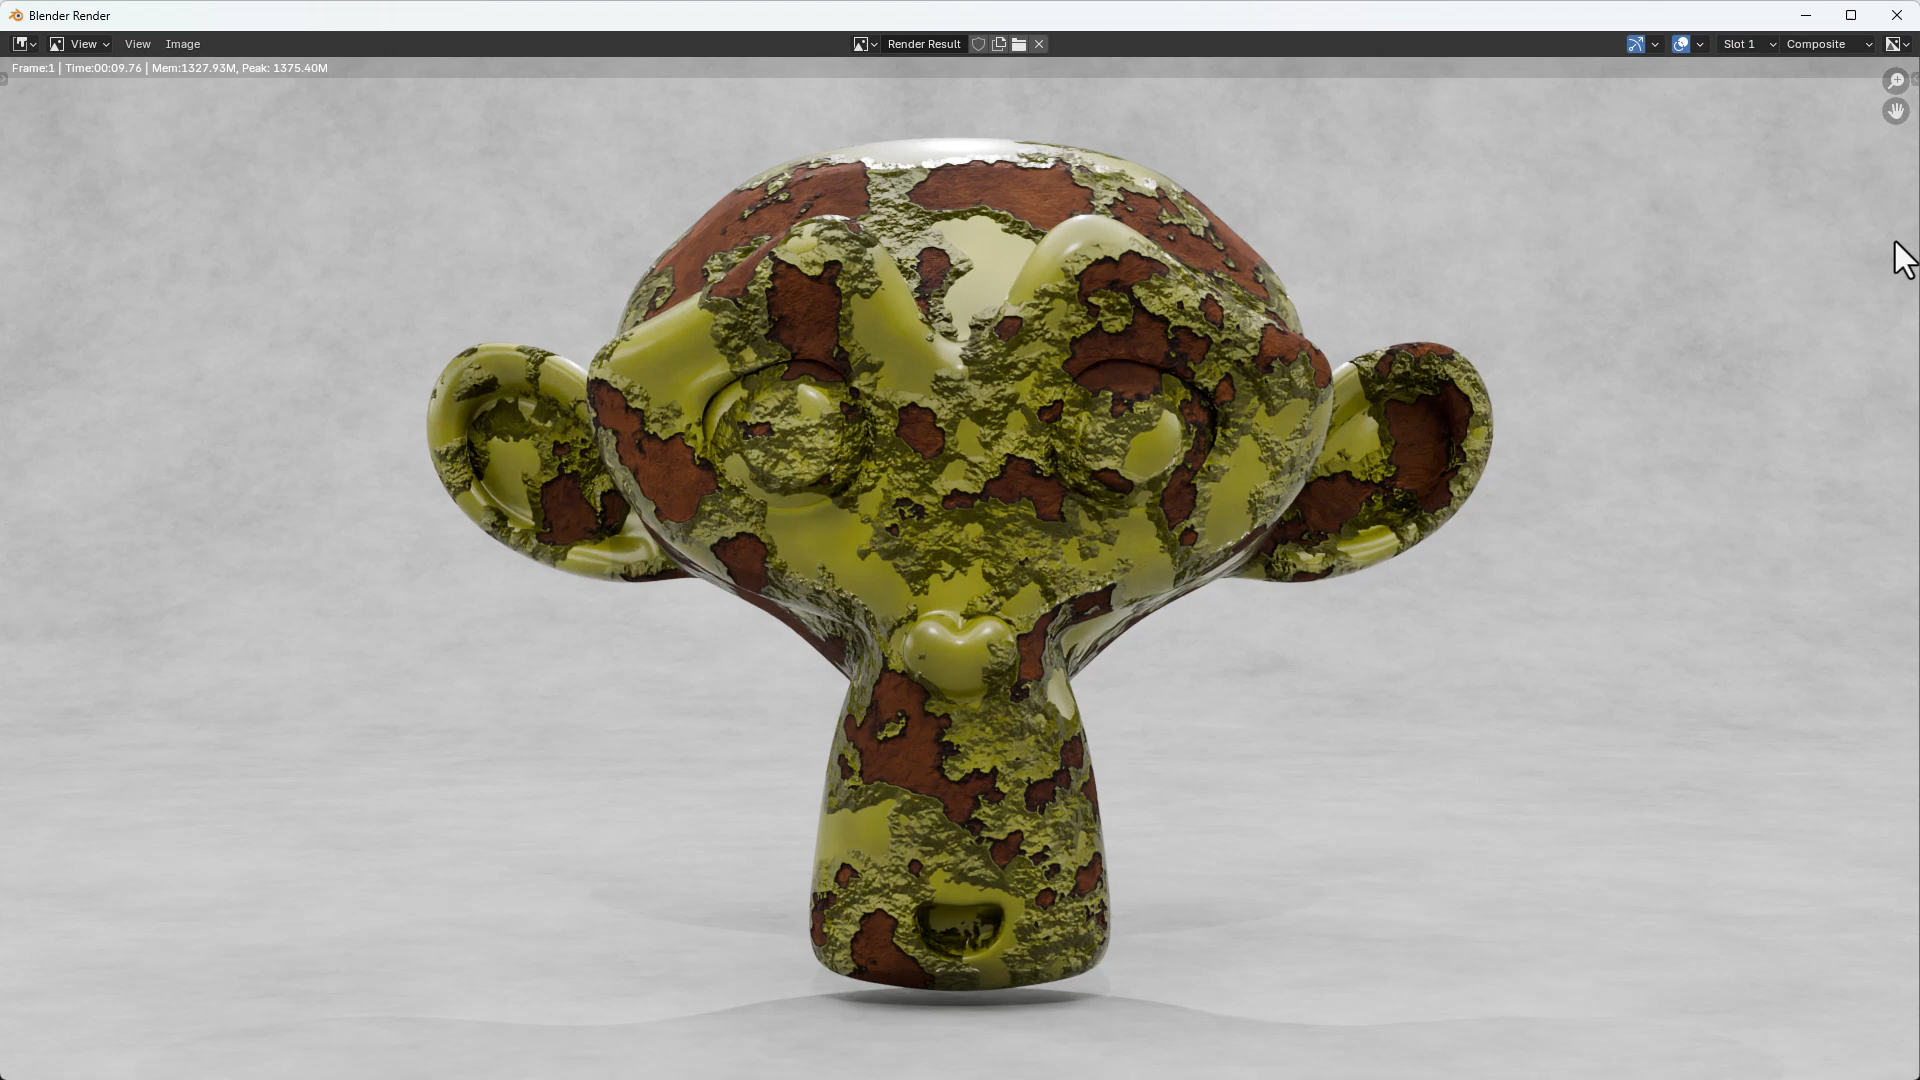 Blender Render
View View Image Render Result Slot 1 Composite
Frame:1 | Time:00:09.76 | Mem:1327.93M, Peak: 1375.40M